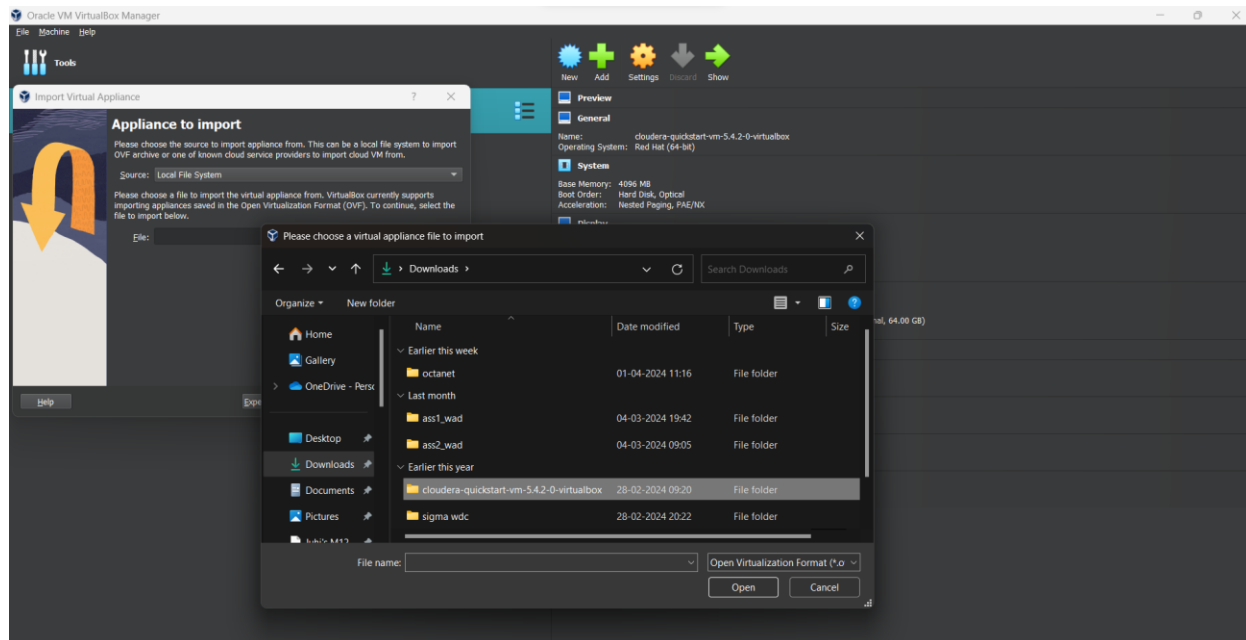 Oracle VM VirtualBox Manager
File Machine Help
Tools
New Add Settings Discard Show
Import Virtual Appliance
Appliance to import
Please choose the source to import appliance from. This can be a local file system to import
OVF archive or one of known cloud service providers to import cloud VM
from.
Source: Local File System
Please choose a file to import the virtual appliance from. VirtualBox currently supports
importing appliances saved in the Open Virtualization Format (OVF). To continue, select the
file to import below.
File:
Help
Preview
General
Name: cloudera-quickstart-vm-5.4.2-0-virtualbox
Operating System: Red Hat (64-bit)
System
Base Memory: 4096 MB
Boot Order: Hard Disk, Optical
Acceleration: Nested Paging, PAE/NX
Display
64.00 GB)
Please choose a virtual appliance file to import
Downloads
Search Downloads
Organize New folder
Home
Gallery
OneDrive - Perso
Desktop
Downloads
Documents
Pictures
Name Date modified Type Size
Earlier this week
octanet 01-04-2024 11:16 File folder
Last month
ass1_wad 04-03-2024 19:42 File folder
ass2_wad 04-03-2024 09:05 File folder
Earlier this year
cloudera-quickstart-vm-5.4.2-0-virtualbox 28-02-2024 09:20 File folder
sigma wdc 28-02-2024 20:22 File folder
File name:
Open Virtualization Format (*.o
Open Cancel